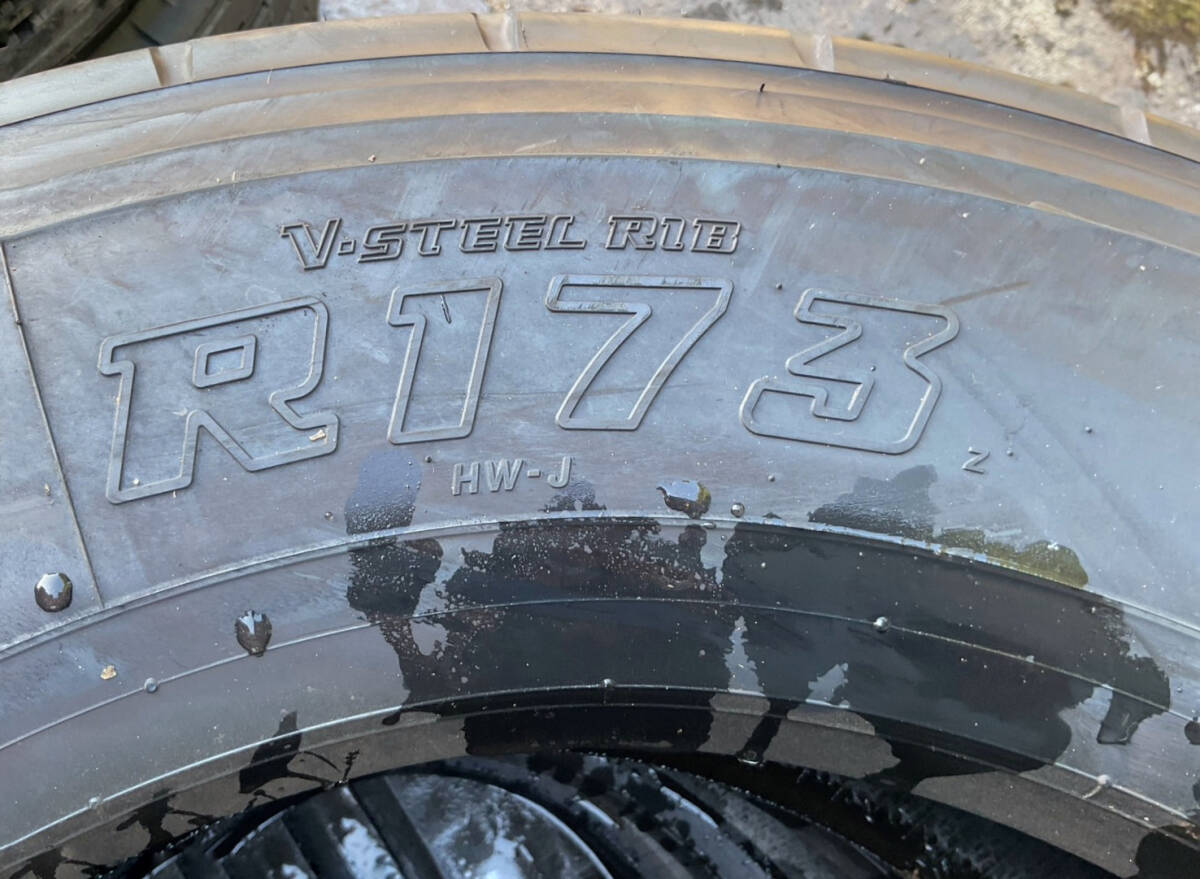 V-STEEL RIB
R173
HW-J
Z